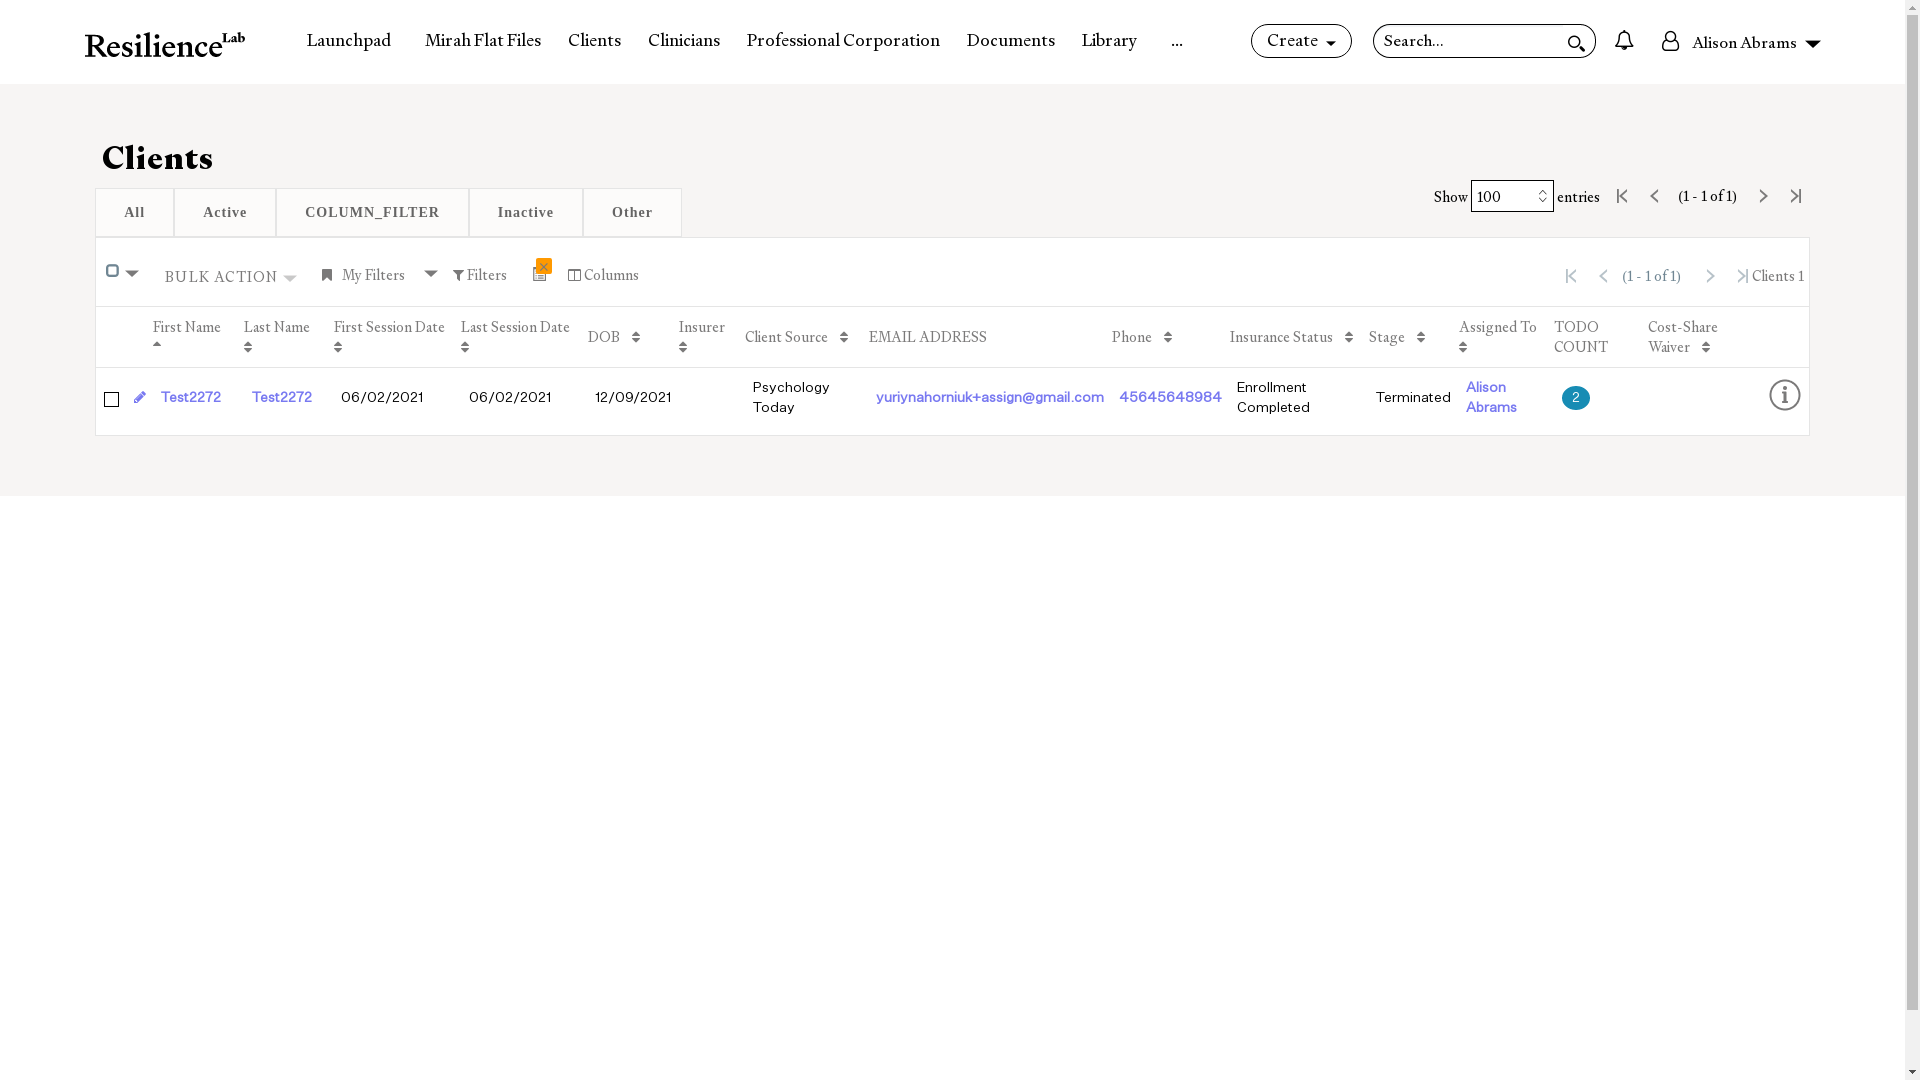 ResilienceLab Launchpad Mirah Flat Files Clients Clinicians Professional Corporation Documents Library ... Create Search... Alison Abrams
Clients
All Active COLUMN_FILTER Inactive Other
Show 100 entries (1 - 1 of 1)
BULK ACTION My Filters Filters Columns (1 - 1 of 1) Clients 1
First Name Last Name First Session Date Last Session Date DOB Insurer Client Source EMAIL ADDRESS Phone Insurance Status Stage Assigned To TODO Cost-Share
COUNT Waiver
Test2272 Test2272 06/02/2021 06/02/2021 12/09/2021 Psychology yuriynahorniuk+assign@gmail.com 45645648984 Enrollment Terminated Alison 2
Today Completed Abrams